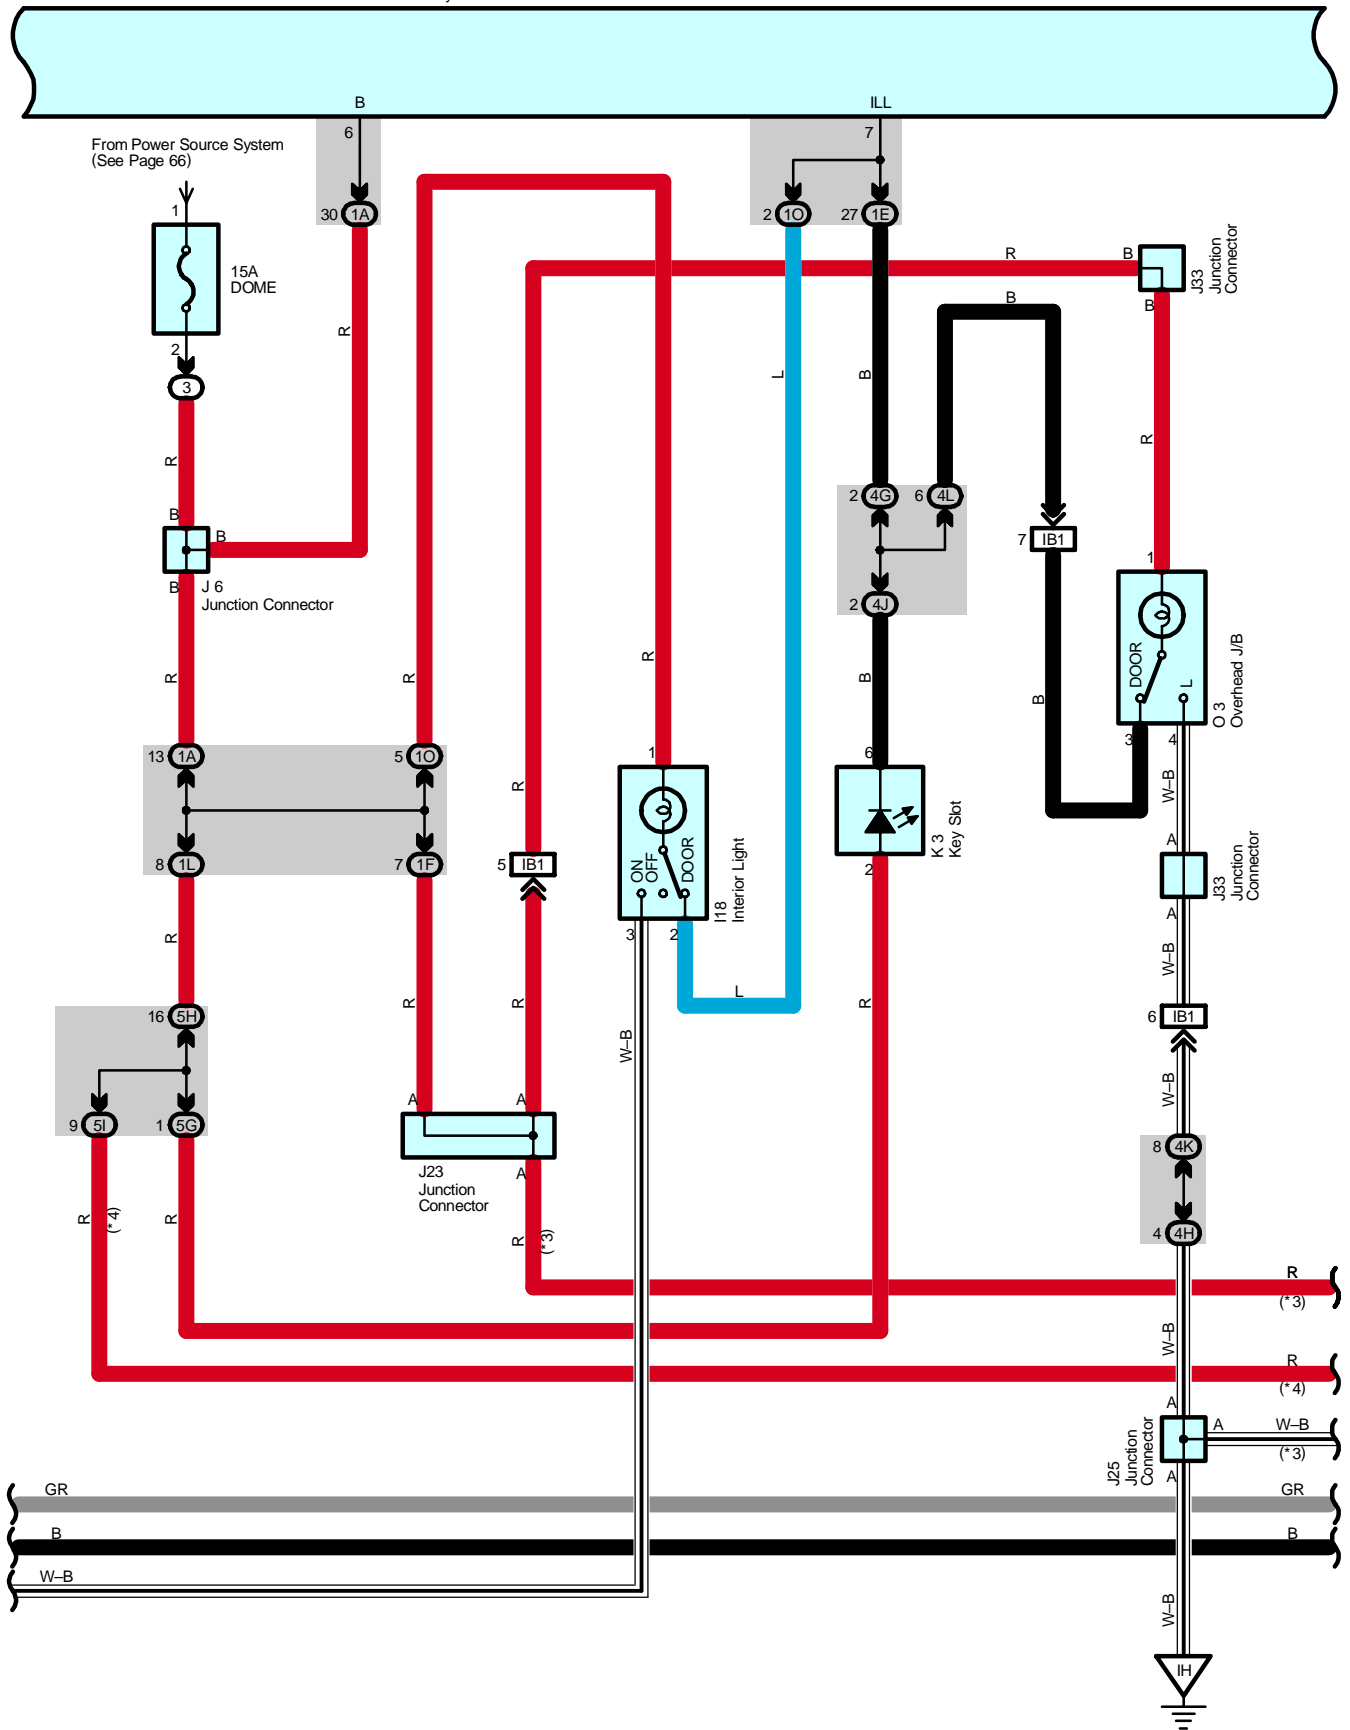 B
ILL
From Power Source System
(See Page 66)
6
7
1
30 1A
2 1O
27 1E
15A
DOME
R
B
J33
Junction
Connector
B
B
R
L
B
2
3
R
R
B
B
B
J 6
Junction Connector
2 4G
6 4L
7 IB1
1
2 4J
DOOR
L
O 3
Overhead J/B
R
R
R
B
B
3
4
W–B
13 1A
5 1O
R
1
6
8 1L
7 1F
5 IB1
ON
OFF
DOOR
I18
Interior Light
K 3
Key Slot
2
A
J33
Junction
Connector
A
3
2
R
R
R
L
R
W–B
W–B
16 5H
6 IB1
W–B
9 5I
1 5G
A
A
J23
Junction
Connector
A
8 4K
4 4H
R
(*4)
R
R
(*3)
R
(*3)
W–B
R
(*4)
A
J25
Junction
Connector
A
W–B
(*3)
A
GR
GR
B
B
W–B
W–B
IH